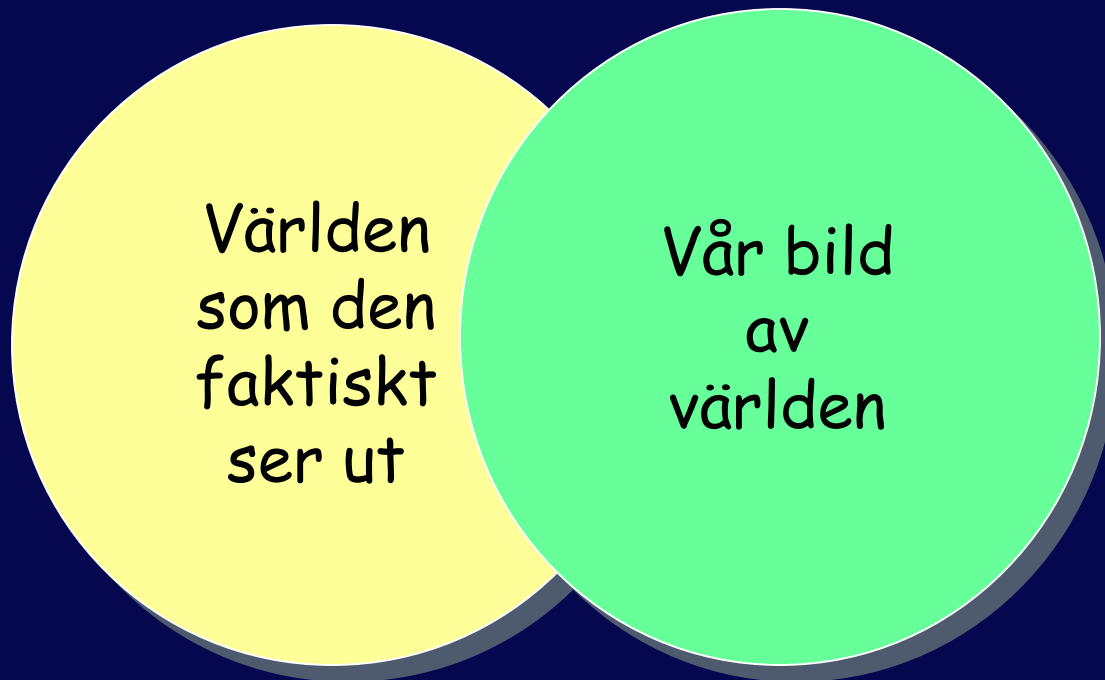 Världen
som den
faktiskt
ser ut
Vår bild
av
världen